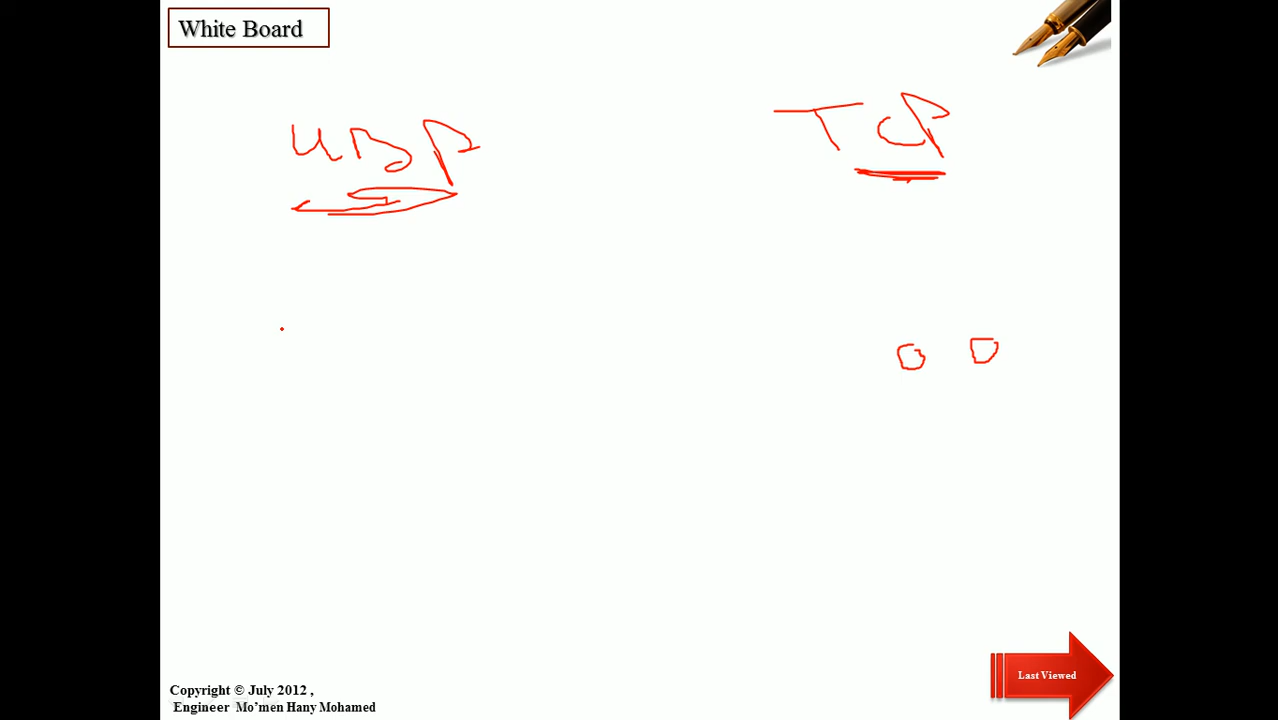 White Board
UDP
TCP
Last Viewed
Copyright © July 2012 ,
Engineer Mo'men Hany Mohamed